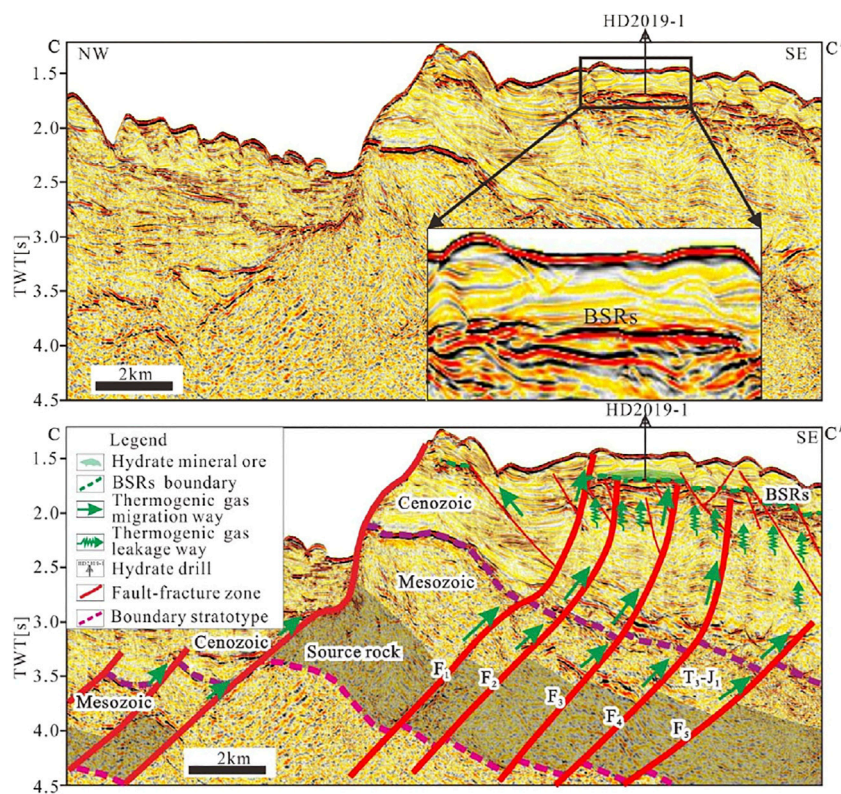 HD2019-1
C
C'
NW
SE
1.5
2.0
2.5
3.0
3.5
4.0
4.5
TWT[s]
BSRs
2km
HD2019-1
C
C'
SE
Legend
Hydrate mineral ore
BSRs boundary
Thermogenic gas
migration way
Thermogenic gas
leakage way
HD2019-1
Hydrate drill
Fault-fracture zone
Boundary stratotype
1.5
2.0
2.5
3.0
3.5
4.0
4.5
TWT[s]
BSRs
Cenozoic
Mesozoic
Cenozoic
Source rock
Mesozoic
F1
F2
F3
F4
F5
T3-J1
2km